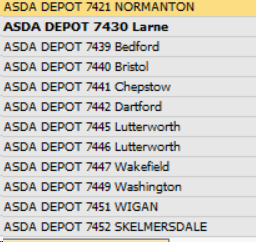 ASDA DEPOT 7421 NORMANTON
ASDA DEPOT 7430 Larne
ASDA DEPOT 7439 Bedford
ASDA DEPOT 7440 Bristol
ASDA DEPOT 7441 Chepstow
ASDA DEPOT 7442 Dartford
ASDA DEPOT 7445 Lutterworth
ASDA DEPOT 7446 Lutterworth
ASDA DEPOT 7447 Wakefield
ASDA DEPOT 7449 Washington
ASDA DEPOT 7451 WIGAN
ASDA DEPOT 7452 SKELMERSDALE